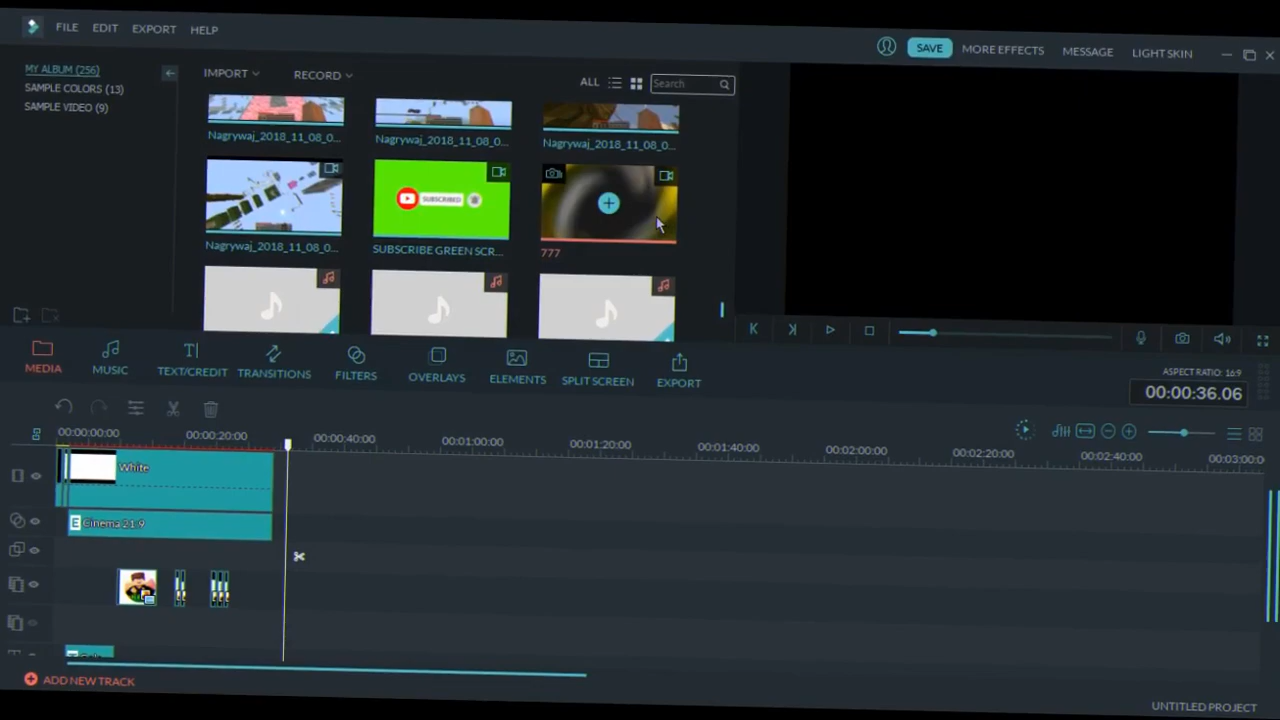 FILE EDIT EXPORT HELP
SAVE MORE EFFECTS MESSAGE LIGHT SKIN
MY ALBUM (256)
SAMPLE COLORS (13)
SAMPLE VIDEO (9)
IMPORT RECORD ALL Search
Nagrywaj_2018_11_08_0... Nagrywaj_2018_11_08_0... Nagrywaj_2018_11_08_0...
SUBSCRIBED
Nagrywaj_2018_11_08_0... SUBSCRIBE GREEN SCR... 777
MEDIA MUSIC TEXT/CREDIT TRANSITIONS FILTERS OVERLAYS ELEMENTS SPLIT SCREEN EXPORT
ASPECT RATIO: 16:9
00:00:36.06
00:00:00:00 00:00:20:00 00:00:40:00 00:01:00:00 00:01:20:00 00:01:40:00 00:02:00:00 00:02:20:00 00:02:40:00 00:03:00:0
White
E Cinema 21:9
ADD NEW TRACK
UNTITLED PROJECT